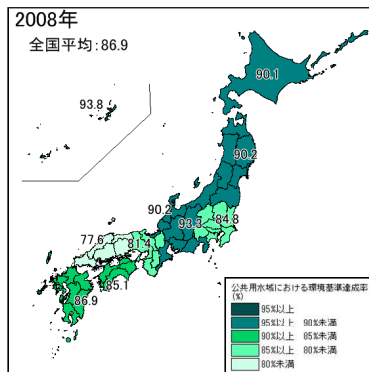 2008年
全国平均:86.9
90.1
93.8
90.2
90.2
93.3
84.8
77.6
81.4
85.1
86.9
公共用水域における環境基準達成率
(%)
95%以上
95%以上 90%未満
90%以上 85%未満
85%以上 80%未満
80%未満